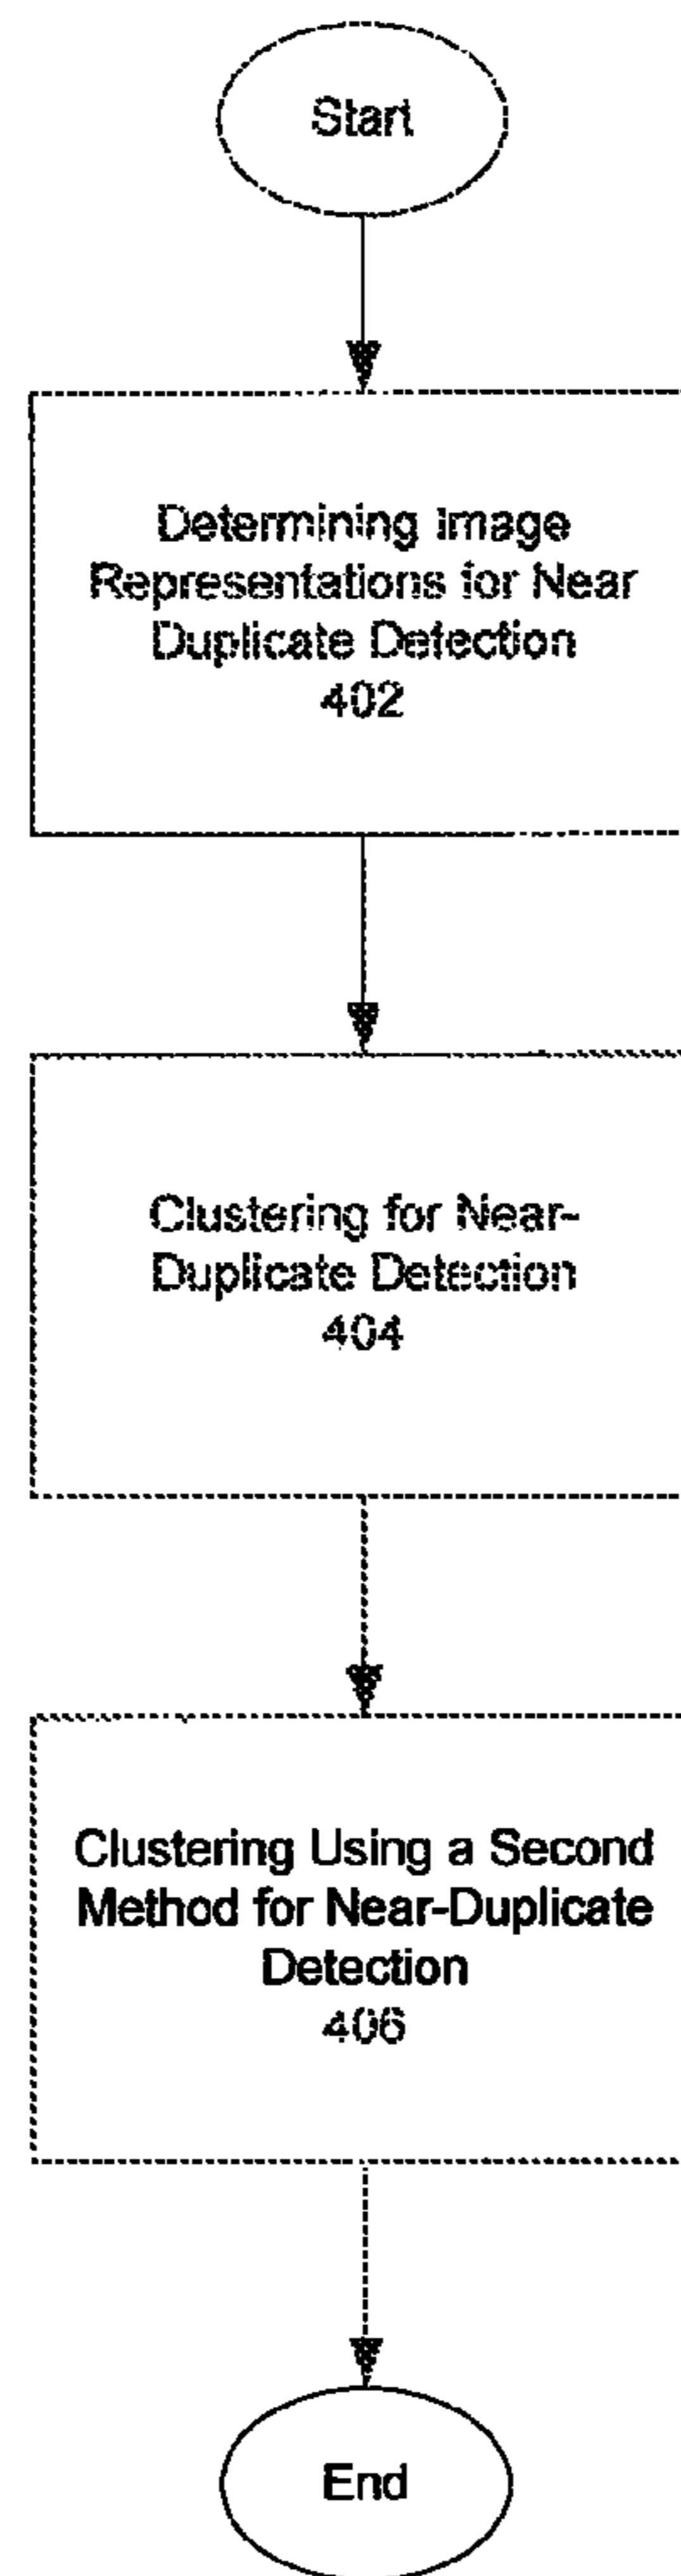 Start
Determining Image
Representations for Near
Duplicate Detection
402
Clustering for Near-
Duplicate Detection
404
Clustering Using a Second
Method for Near-Duplicate
Detection
406
End